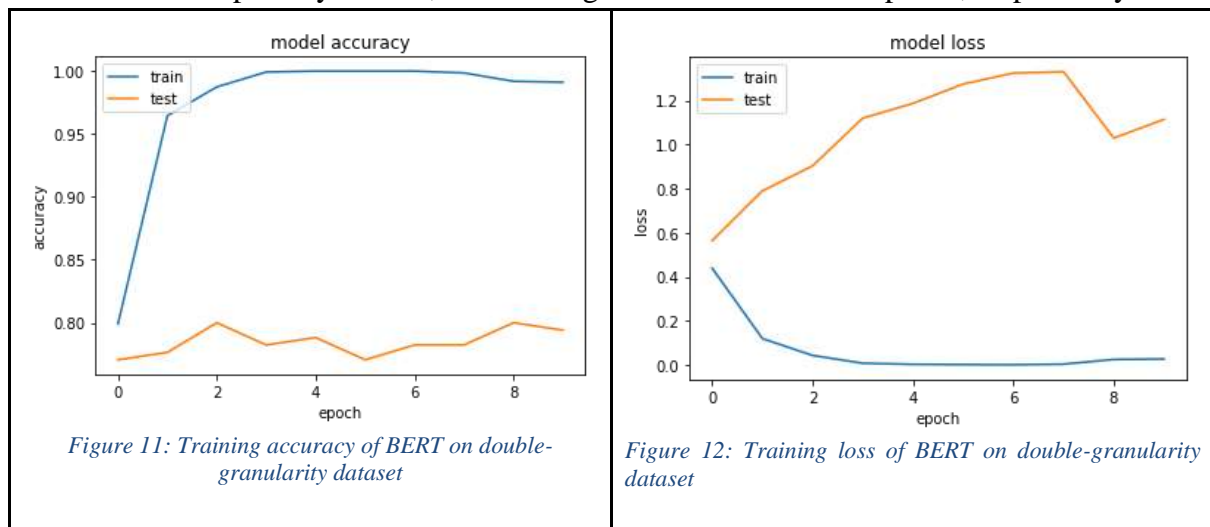 model accuracy
1.00
0.95
0.90
0.85
0.80
accuracy
train
test
0 2 4 6 8
epoch
Figure 11: Training accuracy of BERT on double-
granularity dataset
model loss
1.2
1.0
0.8
0.6
0.4
0.2
0.0
loss
train
test
0 2 4 6 8
epoch
Figure 12: Training loss of BERT on double-granularity
dataset